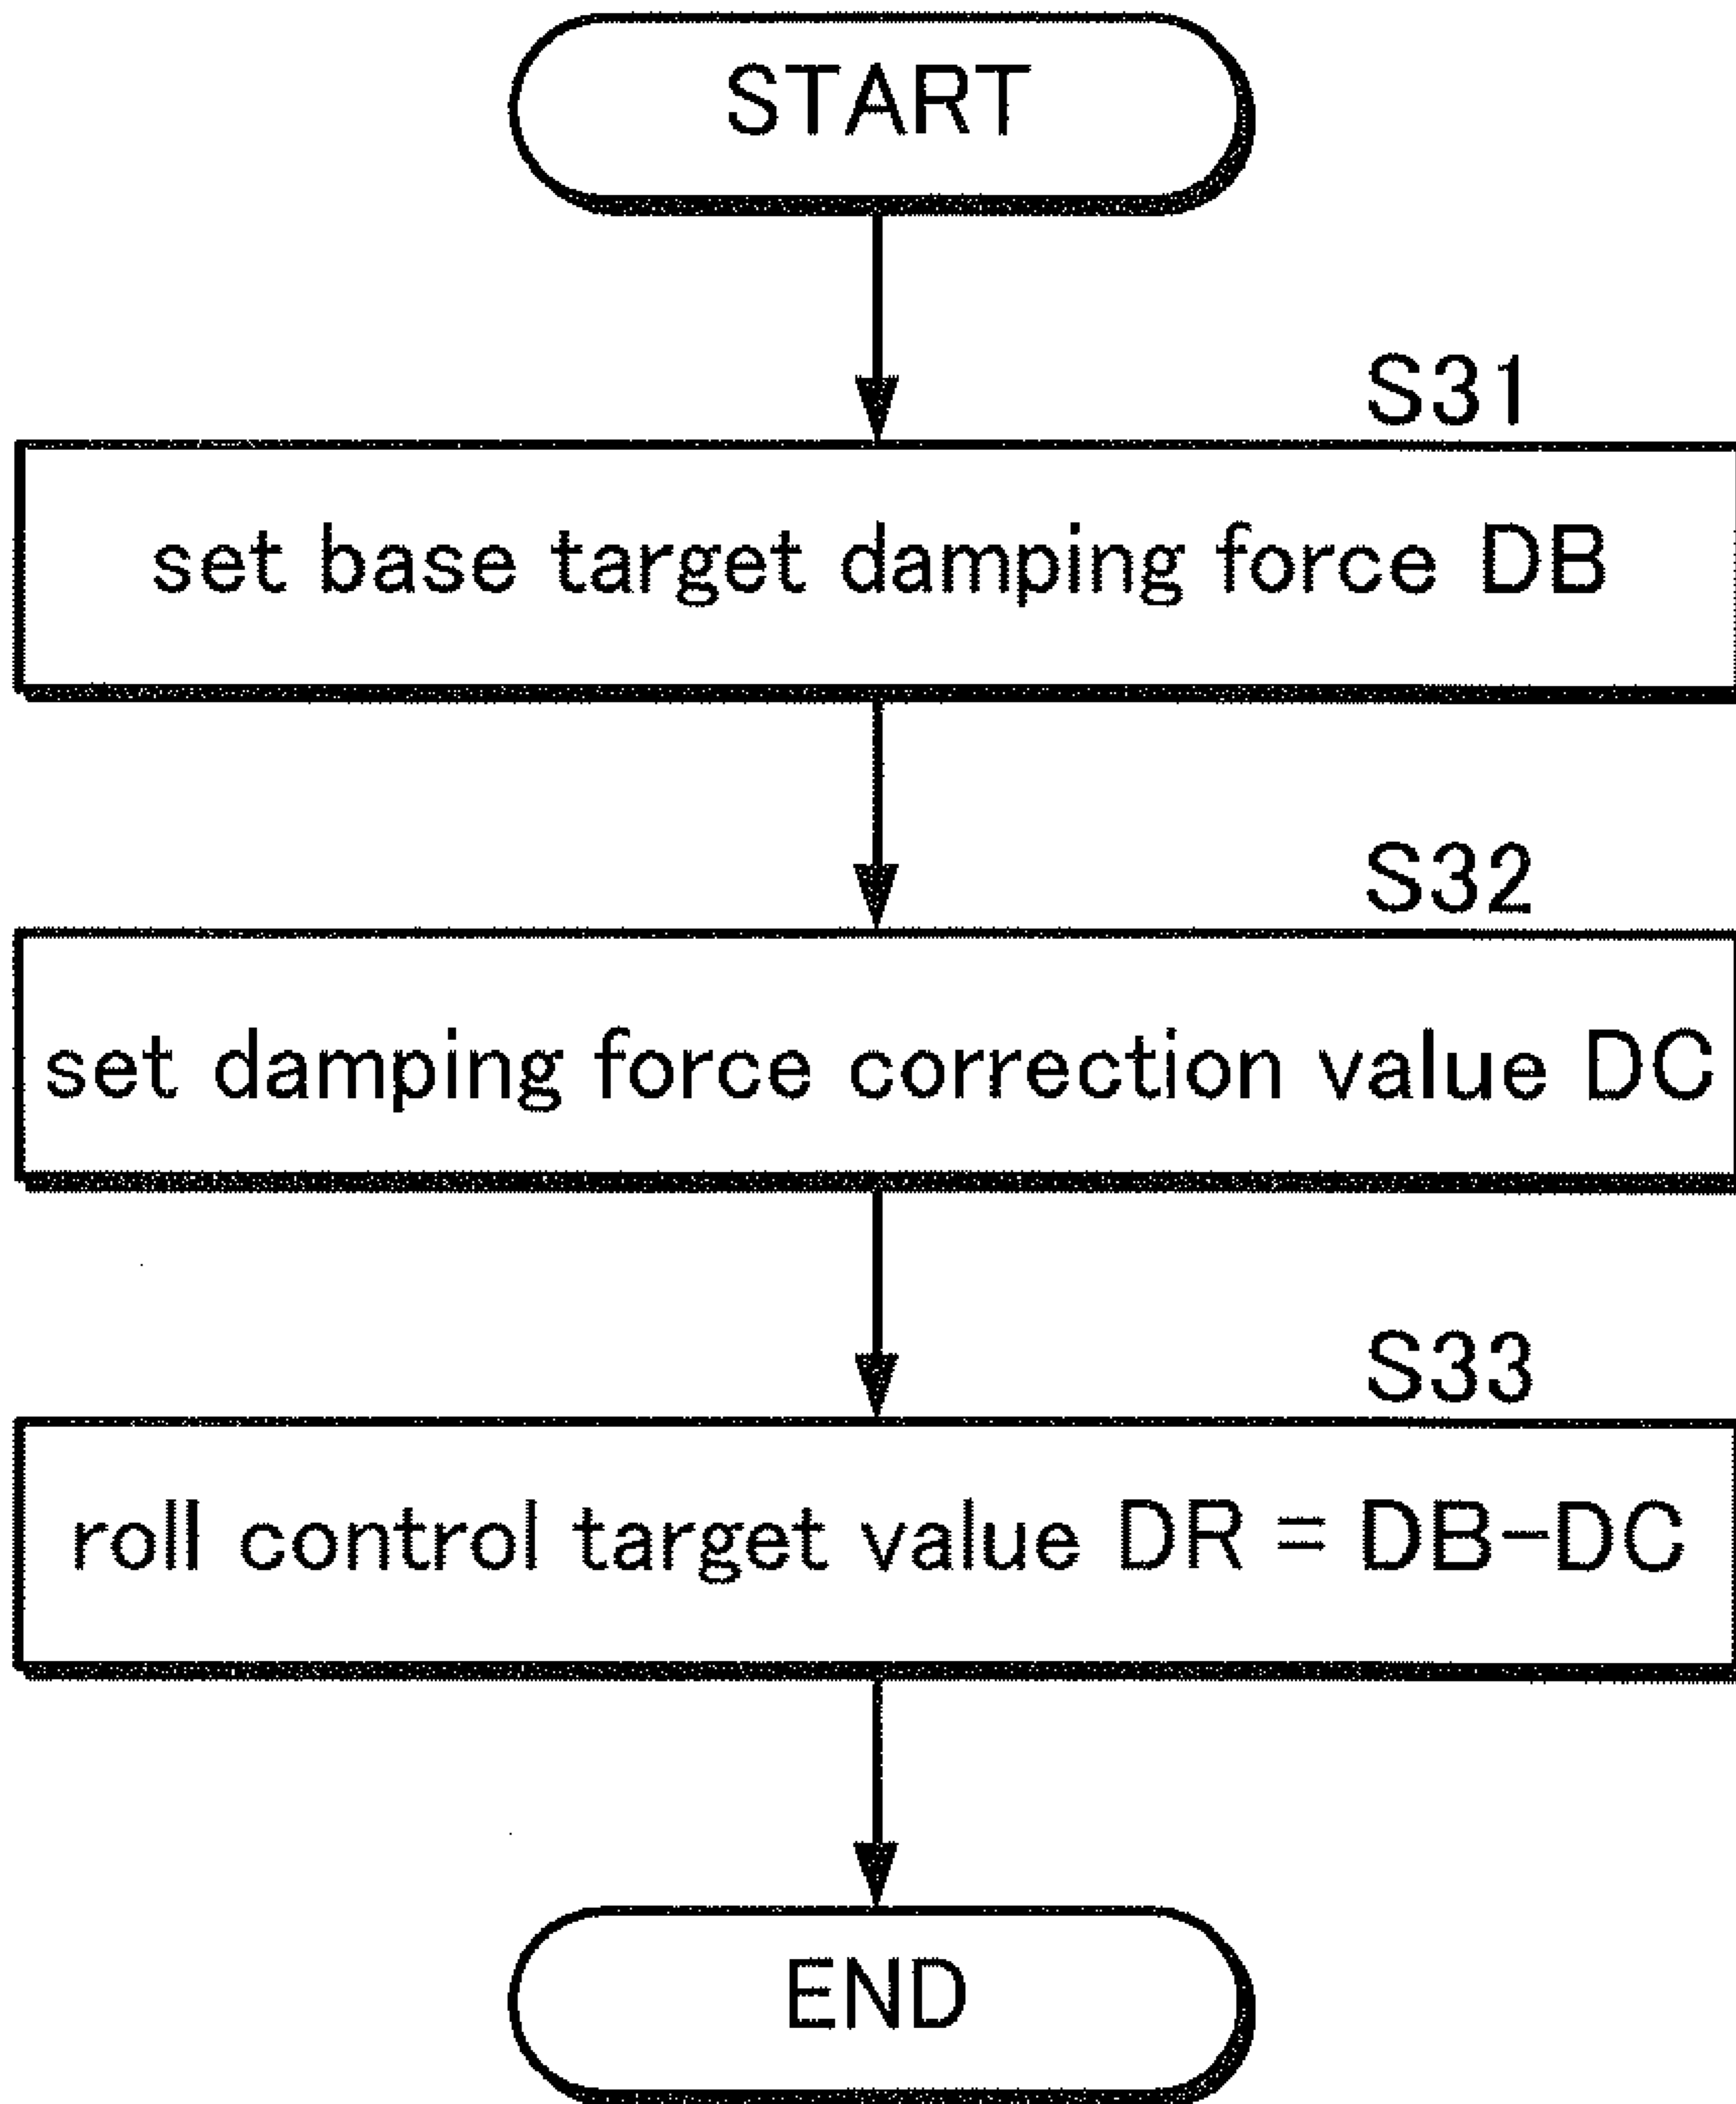 START
S31
set base target damping force DB
S32
set damping force correction value DC
S33
roll control target value DR = DB-DC
END